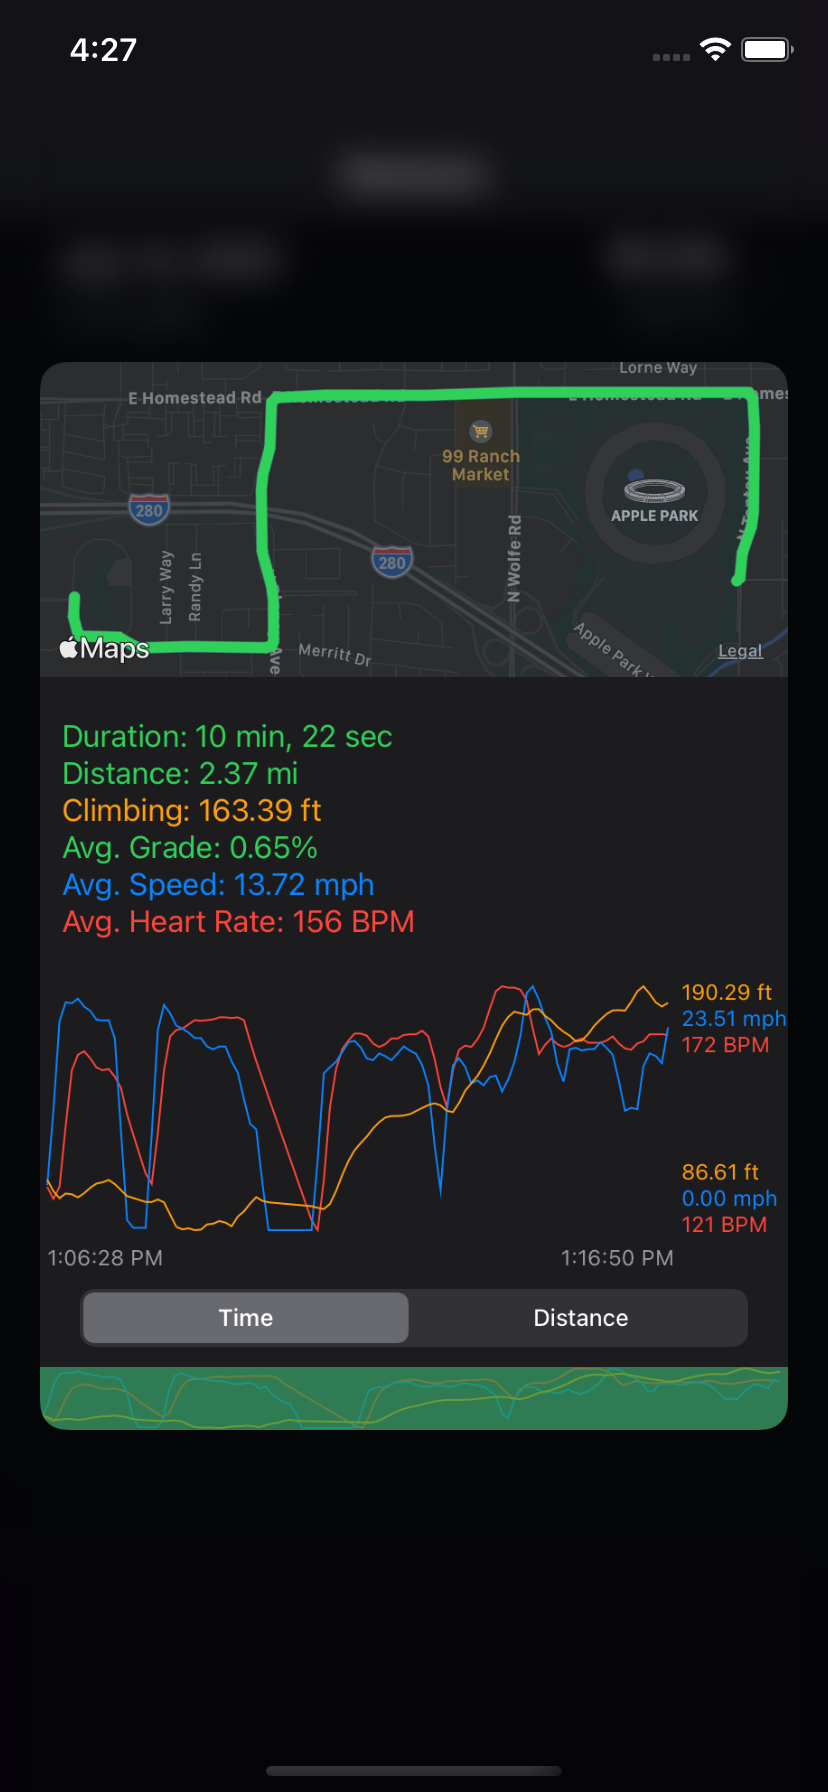 4:27
Lorne Way
E Homestead Rd
99 Ranch
Market
280
APPLE PARK
280
Larry Way
Randy Ln
N Wolfe Rd
Merritt Dr
Ave
Apple Park
Maps
Legal
Duration: 10 min, 22 sec
Distance: 2.37 mi
Climbing: 163.39 ft
Avg. Grade: 0.65%
Avg. Speed: 13.72 mph
Avg. Heart Rate: 156 BPM
190.29 ft
23.51 mph
172 BPM
86.61 ft
0.00 mph
121 BPM
1:06:28 PM
1:16:50 PM
Time
Distance